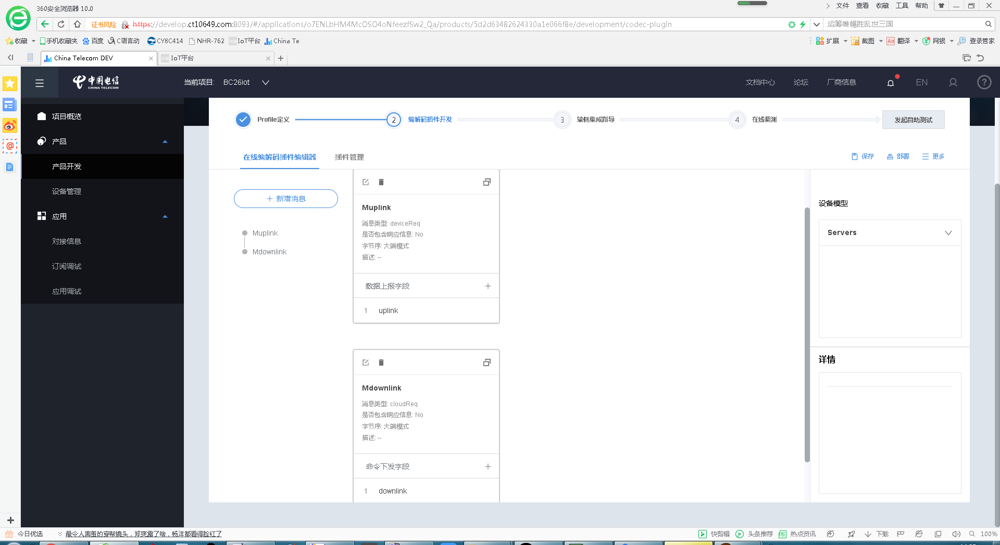 360安全浏览器 10.0
文件 查看 收藏 工具 帮助
证书风险 https://develop.ct10649.com:8093/#/applications/o7ENLbHM4McOSO4oNfeezfSw2_Qa/products/5d2d63482624330a1e066f8e/development/codec-plugin
运筹帷幄胜乱世三国
收藏 手机收藏夹 百度 C语言动 CY8C414 NHR-762 IoT平台 China Te
扩展 截图 翻译 网银 登录管家
China Telecom DEV
IoT平台
中国电信
CHINA TELECOM
当前项目: BC26iot
文档中心 论坛 厂商信息 EN
项目概览
产品
产品开发
设备管理
应用
对接信息
订阅调试
应用调试
Profile定义
2 编解码插件开发
3 端侧集成指导
4 在线调测
发起自助测试
在线编解码插件编辑器
插件管理
保存 部署 更多
新增消息
Muplink
Mdownlink
Muplink
消息类型: deviceReq
是否包含响应信息: No
字节序: 大端模式
描述: --
数据上报字段
1 uplink
Mdownlink
消息类型: cloudReq
是否包含响应信息: No
字节序: 大端模式
描述: --
命令下发字段
1 downlink
设备模型
Servers
详情
今日优选
最令人害羞的穿帮镜头，郑爽露了啥，杨洋都看得脸红了
快剪辑 头条推荐 热点资讯 下载 100%